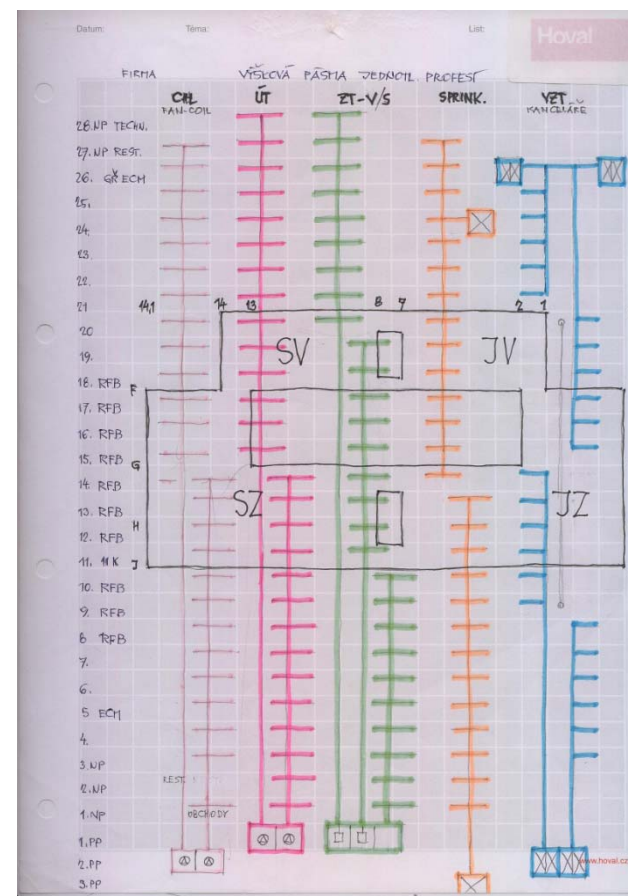 Datum: Téma: List: Hoval
FIRMA VÝŠKOVÁ PÁSMA JEDNOTL. PROFESÍ
CHL ÚT ZT-V/S SPRINK. VZT
FAN-COIL KANCELÁŘE
28.NP TECHN.
27.NP REST.
26. GŘ ECM
25.
24.
23.
22.
21 14,1 14 13 8 7 2 1
20
19. SV JV
18. RFB F
17. RFB
16. RFB
15. RFB G
14. RFB
13. RFB SZ JZ
12. RFB H
11. 11K J
10. RFB
9. RFB
8 RFB
7.
6.
5 ECM
4.
3.NP
2.NP REST.
1.NP OBCHODY
1.PP
2.PP www.hoval.cz
3.PP